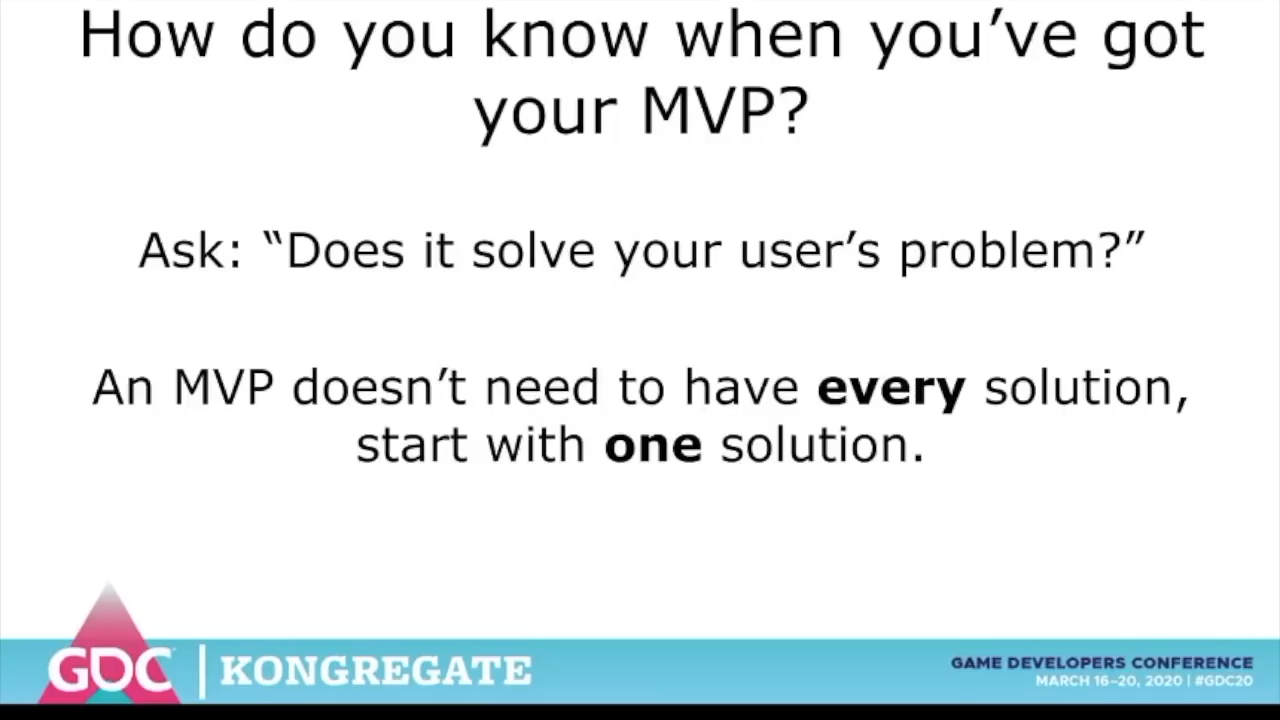 How do you know when you’ve got
your MVP?
Ask: “Does it solve your user’s problem?”
An MVP doesn’t need to have every solution,
start with one solution.
GDC | KONGREGATE
GAME DEVELOPERS CONFERENCE
MARCH 16–20, 2020 | #GDC20